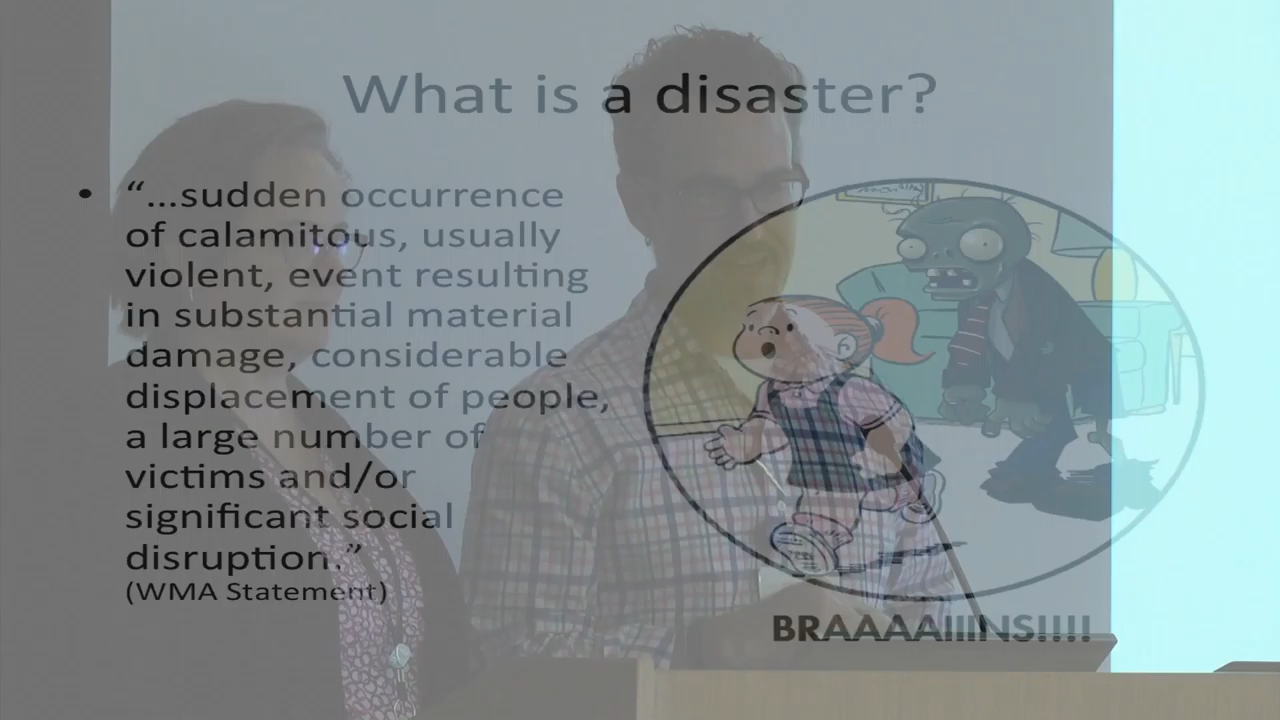 What is a disaster?
• “...sudden occurrence
of calamitous, usually
violent, event resulting
in substantial material
damage, considerable
displacement of people,
a large number of
victims and/or
significant social
disruption.”
(WMA Statement)
BRAAAAIIINS!!!!